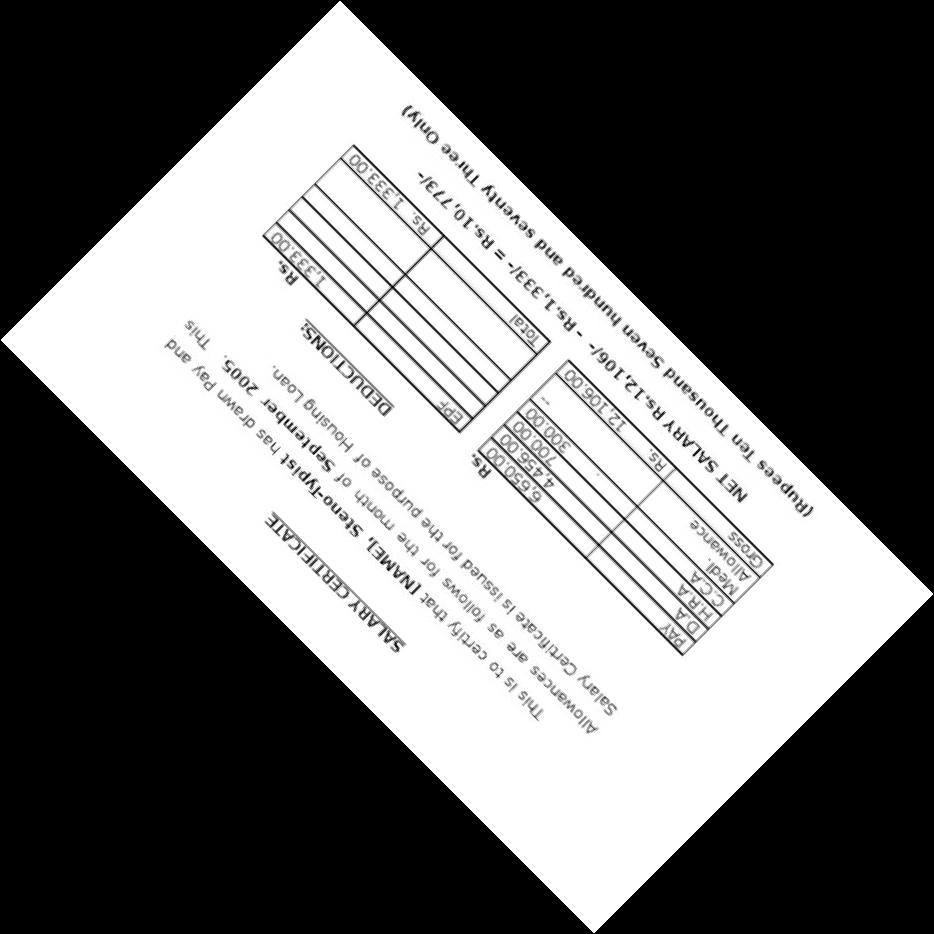 SALARY CERTIFICATE
This is to certify that [NAME], Steno-Typist has drawn Pay and
Allowances are as follows for the month of September 2005. This
Salary Certificate is issued for the purpose of Housing Loan.
Rs.
PAY 6,650.00
D.A 4,456.00
H.R.A 700.00
C.C.A 300.00
Medi. Allowance --
Gross Rs. 12,106.00
DEDUCTIONS:
Rs.
EPF 1,333.00
Total Rs. 1,333.00
NET SALARY Rs.12,106/- - Rs.1,333/- = Rs.10,773/-
(Rupees Ten Thousand Seven hundred and seventy Three Only)